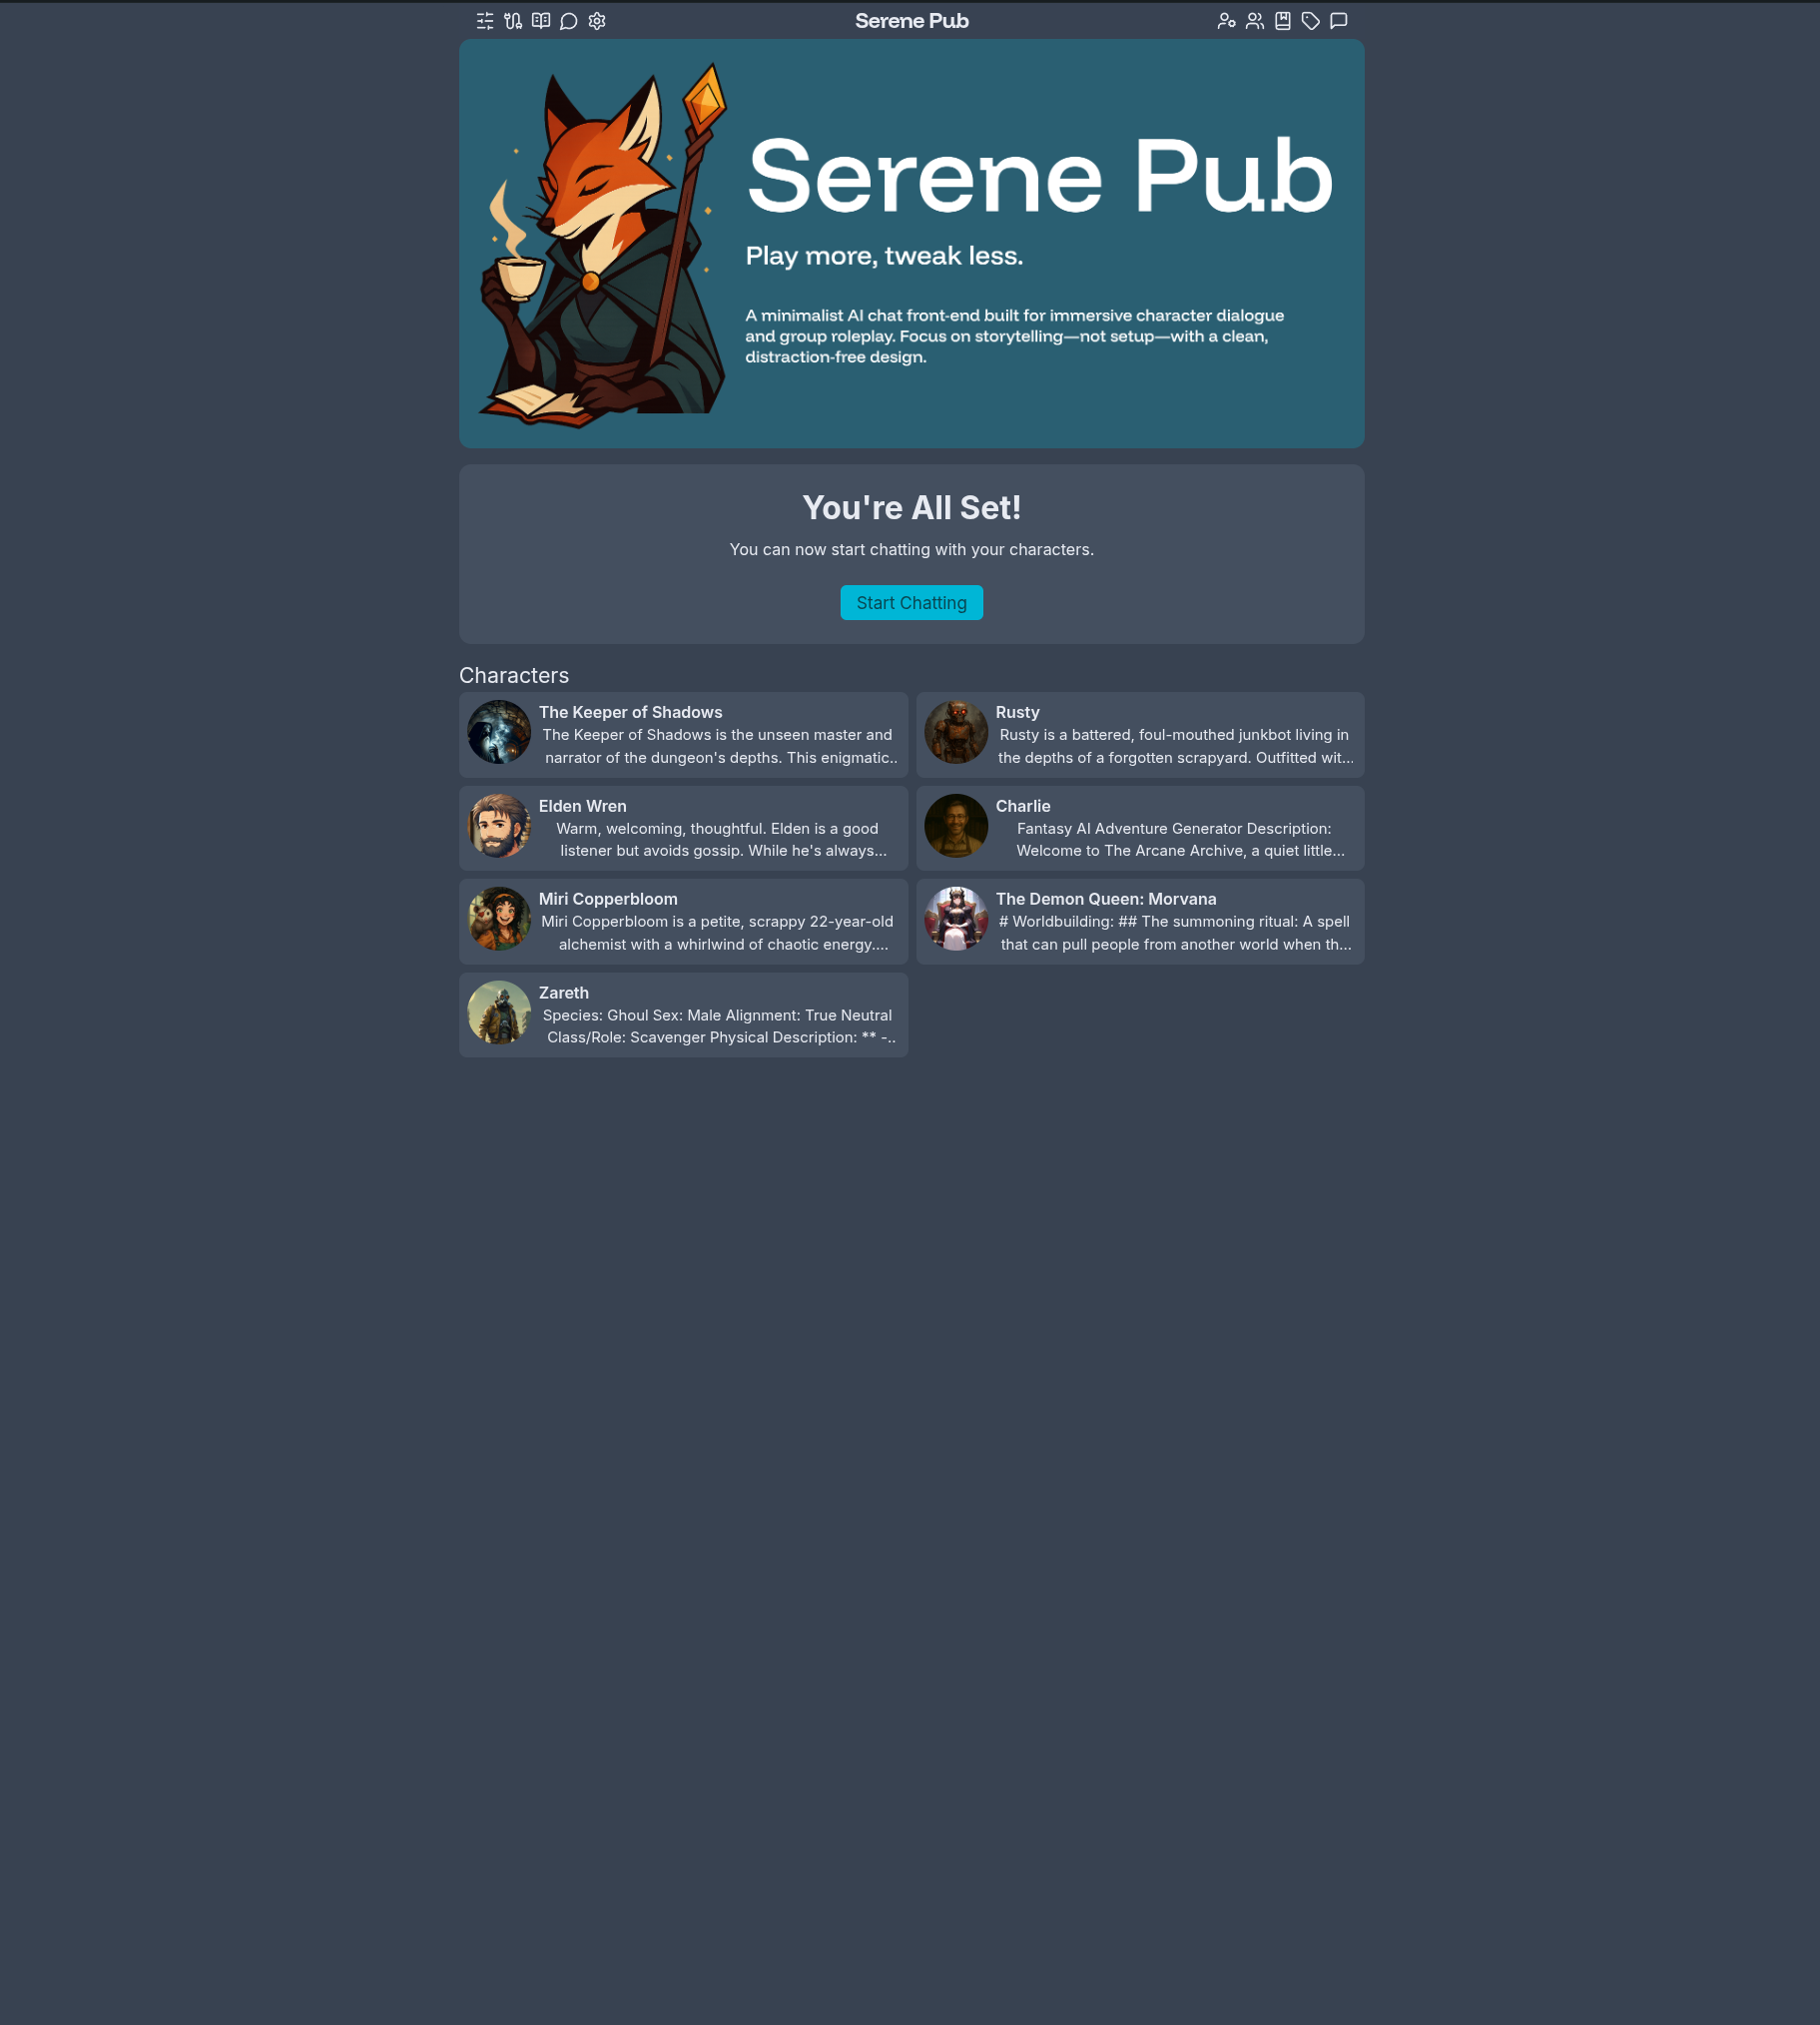 Serene Pub
Serene Pub
Play more, tweak less.
A minimalist AI chat front-end built for immersive character dialogue
and group roleplay. Focus on storytelling—not setup—with a clean,
distraction-free design.
You're All Set!
You can now start chatting with your characters.
Start Chatting
Characters
The Keeper of Shadows
The Keeper of Shadows is the unseen master and
narrator of the dungeon's depths. This enigmatic..
Rusty
Rusty is a battered, foul-mouthed junkbot living in
the depths of a forgotten scrapyard. Outfitted wit...
Elden Wren
Warm, welcoming, thoughtful. Elden is a good
listener but avoids gossip. While he's always...
Charlie
Fantasy AI Adventure Generator Description:
Welcome to The Arcane Archive, a quiet little...
Miri Copperbloom
Miri Copperbloom is a petite, scrappy 22-year-old
alchemist with a whirlwind of chaotic energy....
The Demon Queen: Morvana
# Worldbuilding: ## The summoning ritual: A spell
that can pull people from another world when th...
Zareth
Species: Ghoul Sex: Male Alignment: True Neutral
Class/Role: Scavenger Physical Description: ** -..